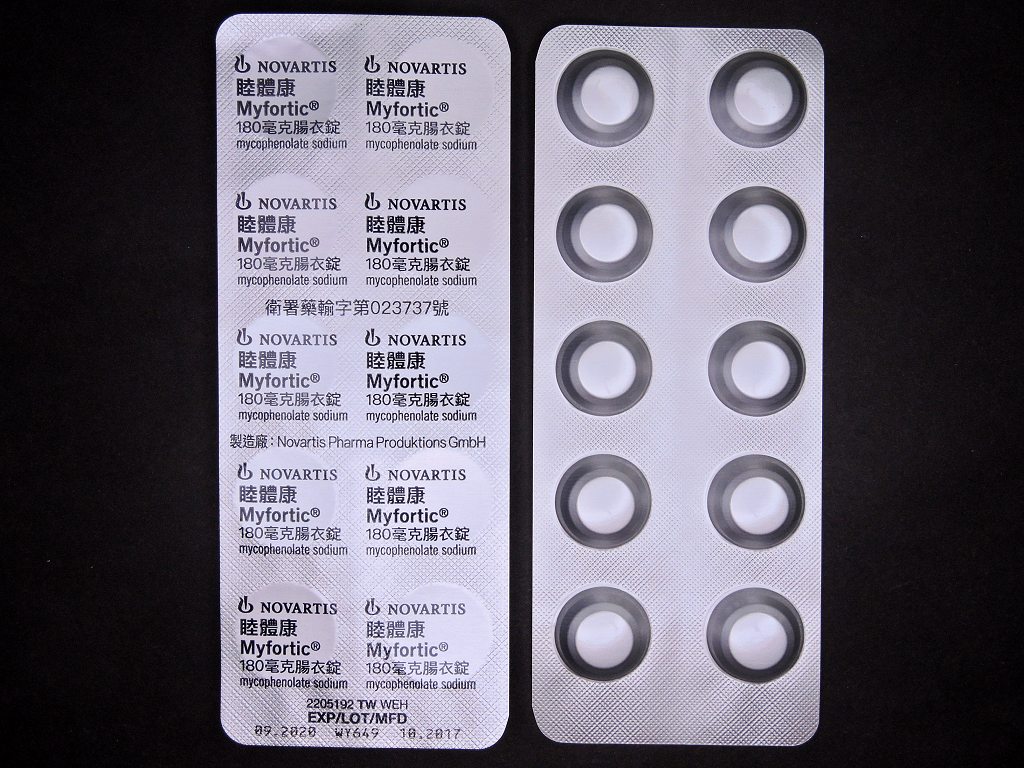 NOVARTIS NOVARTIS
睦體康 睦體康
Myfortic® Myfortic®
180毫克腸衣錠 180毫克腸衣錠
mycophenolate sodium mycophenolate sodium
NOVARTIS NOVARTIS
睦體康 睦體康
Myfortic® Myfortic®
180毫克腸衣錠 180毫克腸衣錠
mycophenolate sodium mycophenolate sodium
衛署藥輸字第023737號
NOVARTIS NOVARTIS
睦體康 睦體康
Myfortic® Myfortic®
180毫克腸衣錠 180毫克腸衣錠
mycophenolate sodium mycophenolate sodium
製造廠：Novartis Pharma Produktions GmbH
NOVARTIS NOVARTIS
睦體康 睦體康
Myfortic® Myfortic®
180毫克腸衣錠 180毫克腸衣錠
mycophenolate sodium mycophenolate sodium
NOVARTIS NOVARTIS
睦體康 睦體康
Myfortic® Myfortic®
180毫克腸衣錠 180毫克腸衣錠
mycophenolate sodium mycophenolate sodium
2205192 TW WEH
EXP/LOT/MFD
09.2020 WY649 10.2017